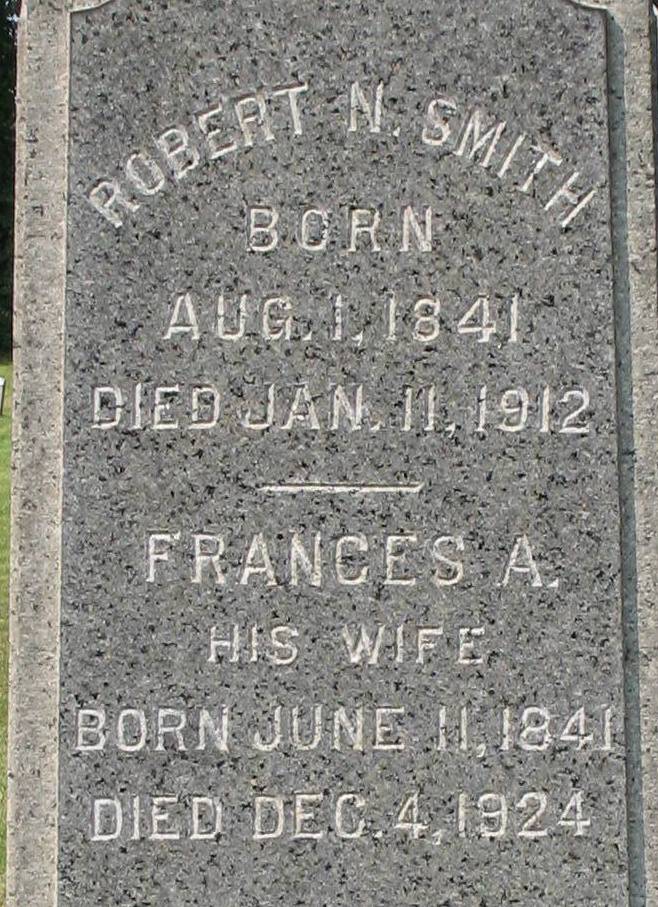 ROBERT N. SMITH
BORN
AUG. 1, 1841
DIED JAN. 11, 1912
FRANCES A.
HIS WIFE
BORN JUNE 11, 1841
DIED DEC. 4, 1924